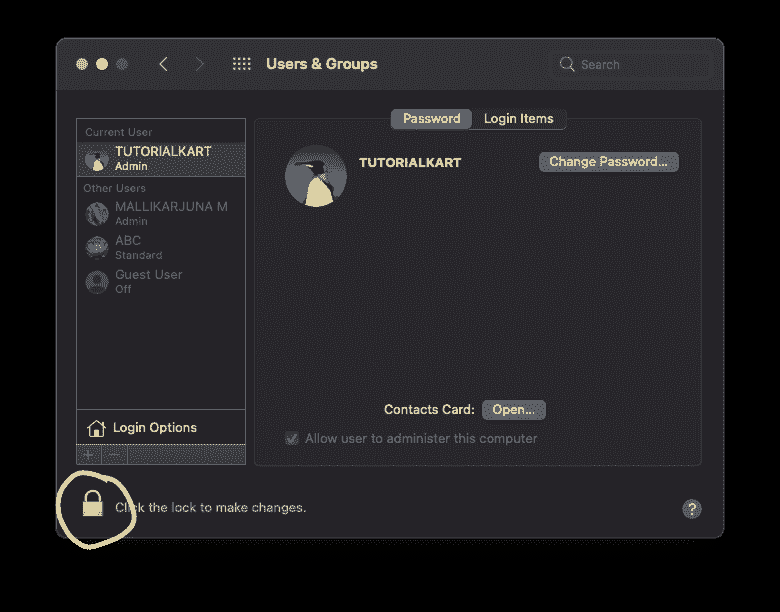 Users & Groups
Search
Password
Login Items
Current User
TUTORIALKART
Admin
Other Users
MALLIKARJUNA M
Admin
ABC
Standard
Guest User
Off
Login Options
+ −
TUTORIALKART
Change Password...
Contacts Card:
Open...
Allow user to administer this computer
Click the lock to make changes.
?